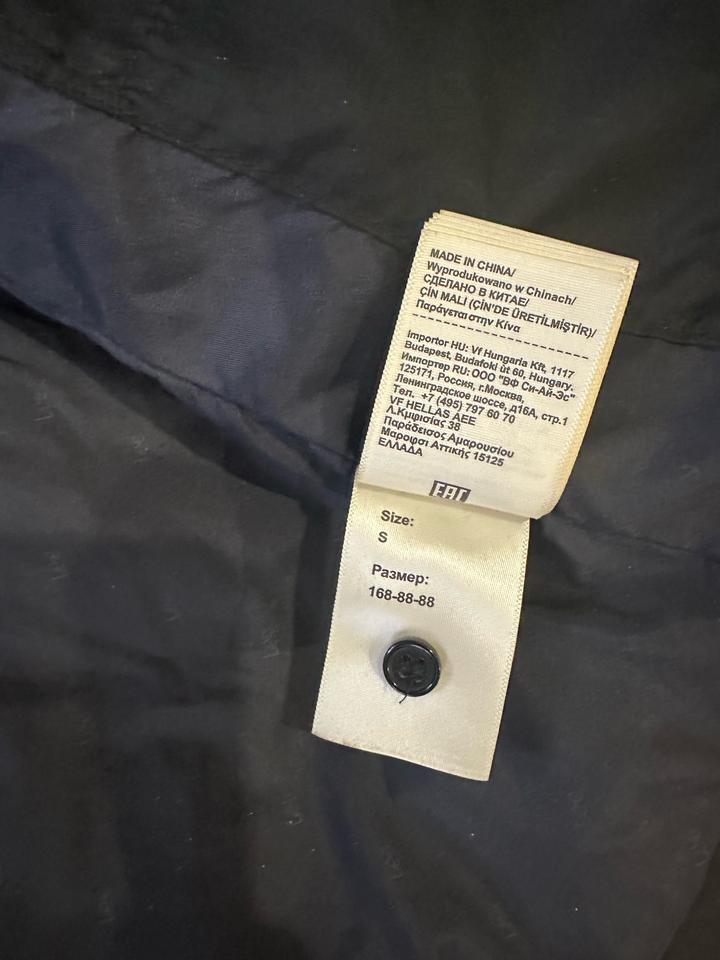 MADE IN CHINA/
Wyprodukowano w Chinach/
СДЕЛАНО В КИТАЕ/
ÇİN MALI (ÇİN'DE ÜRETİLMİŞTİR)/
Παράγεται στην Κίνα
Importor HU: Vf Hungaria Kft, 1117
Budapest, Budafoki út 60, Hungary.
Импортер RU: ООО "ВФ Си-Ай-Эс"
125171, Россия, г.Москва,
Ленинградское шоссе, д16А, стр.1
Тел. +7 (495) 797 60 70
VF HELLAS AEE
Λ.Κηφισίας 38
Παράδεισος Αμαρουσίου
Μαρουσι Αττικής 15125
ΕΛΛΑΔΑ
EAC
Size:
S
Размер:
168-88-88